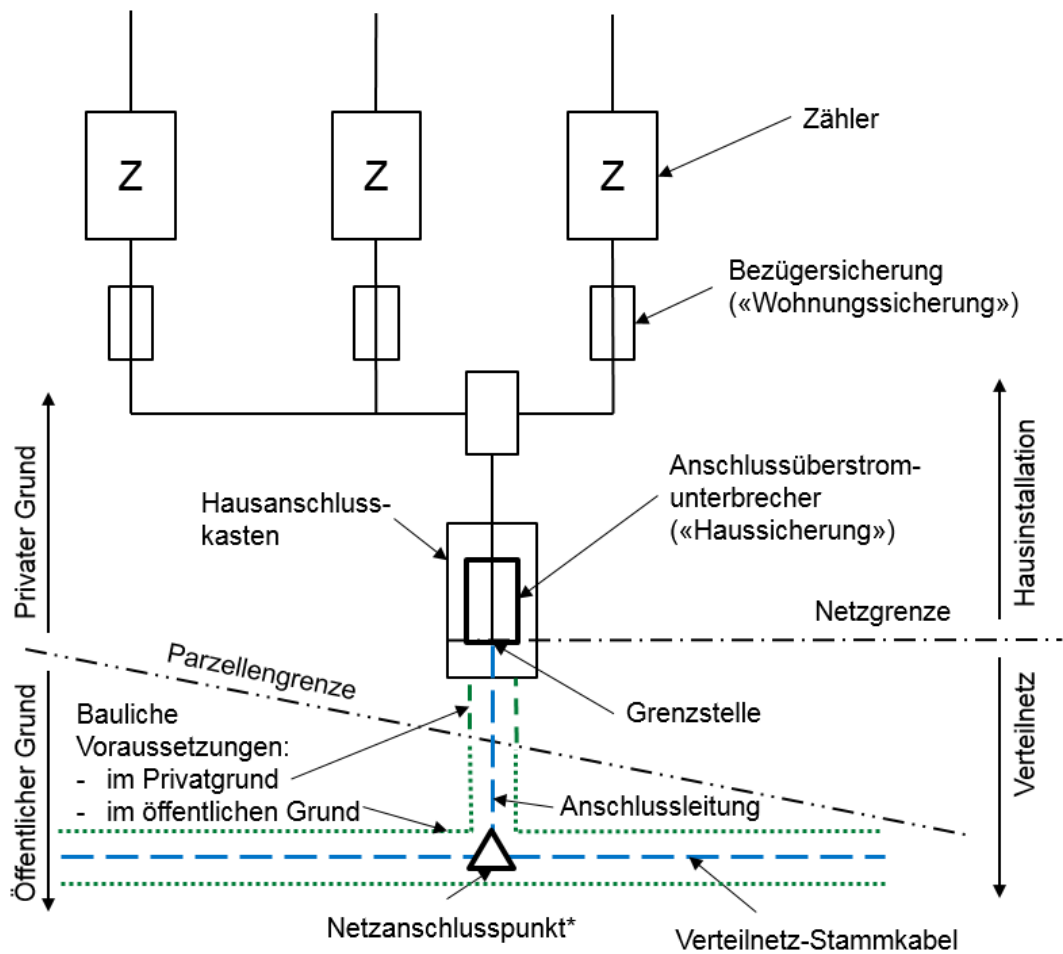 Zähler
Z
Z
Z
Bezügersicherung
(«Wohnungssicherung»)
Privater Grund
Hausinstallation
Anschlussüberstrom-
unterbrecher
(«Haussicherung»)
Hausanschluss-
kasten
Netzgrenze
Parzellengrenze
Öffentlicher Grund
Verteilnetz
Bauliche
Voraussetzungen:
- im Privatgrund
- im öffentlichen Grund
Grenzstelle
Anschlussleitung
Netzanschlusspunkt*
Verteilnetz-Stammkabel